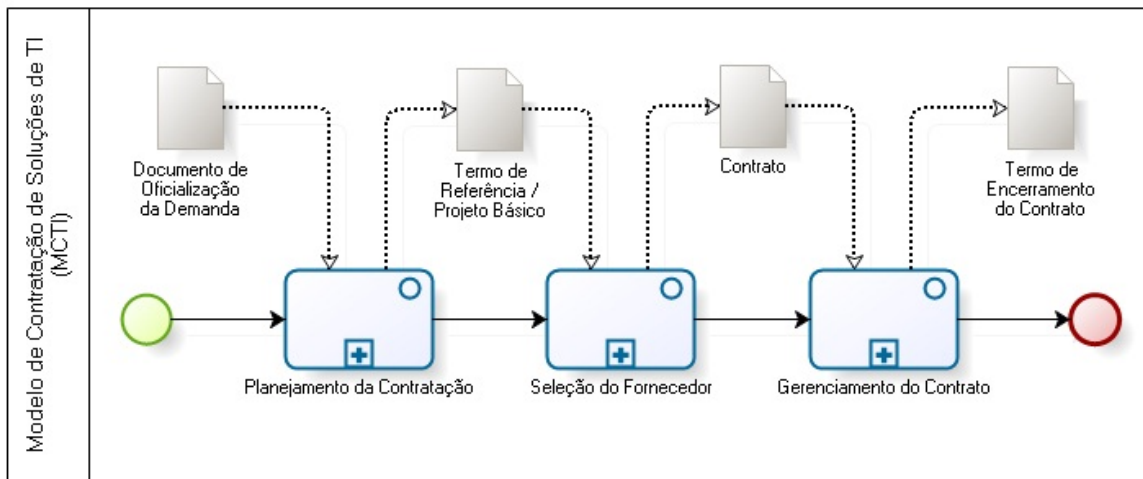 Modelo de Contratação de Soluções de TI
(MCTI)
Documento de
Oficialização
da Demanda
Termo de
Referência /
Projeto Básico
Contrato
Termo de
Encerramento
do Contrato
Planejamento da Contratação
Seleção do Fornecedor
Gerenciamento do Contrato